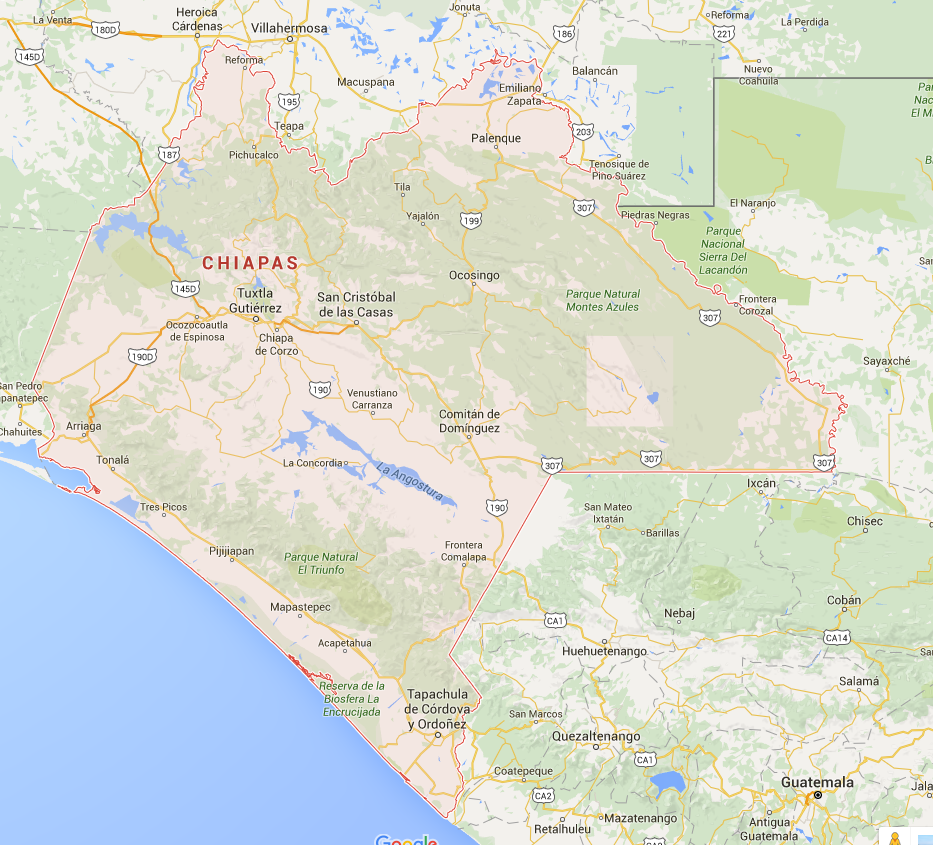 La Venta
180D
Heroica
Cárdenas
Villahermosa
Jonuta
186
Reforma
221
La Perdida
145D
Reforma
Macuspana
Balancán
Nuevo
Coahuila
195
Emiliano
Zapata
Teapa
203
187
Pichucalco
Palenque
Tenosique de
Pino Suárez
Tila
307
Yajalón
199
Piedras Negras
El Naranjo
Parque
Nacional
Sierra Del
Lacandón
CHIAPAS
Ocosingo
145D
Tuxtla
Gutiérrez
San Cristóbal
de las Casas
Parque Natural
Montes Azules
Frontera
Corozal
307
Ocozocoautla
de Espinosa
Chiapa
de Corzo
190D
Sayaxché
San Pedro
190
Venustiano
Carranza
Chahuites
Arriaga
Comitán de
Domínguez
Tonalá
La Concordia
La Angostura
307
307
307
Ixcán
Tres Picos
190
San Mateo
Ixtatán
Barillas
Chisec
Pijijiapan
Parque Natural
El Triunfo
Frontera
Comalapa
Mapastepec
Nebaj
Cobán
CA1
CA14
Acapetahua
Huehuetenango
Reserva de la
Biosfera La
Encrucijada
Tapachula
de Córdova
y Ordoñez
Salamá
San Marcos
Quezaltenango
CA1
Coatepeque
Guatemala
CA2
Mazatenango
Retalhuleu
Antigua
Guatemala
Google